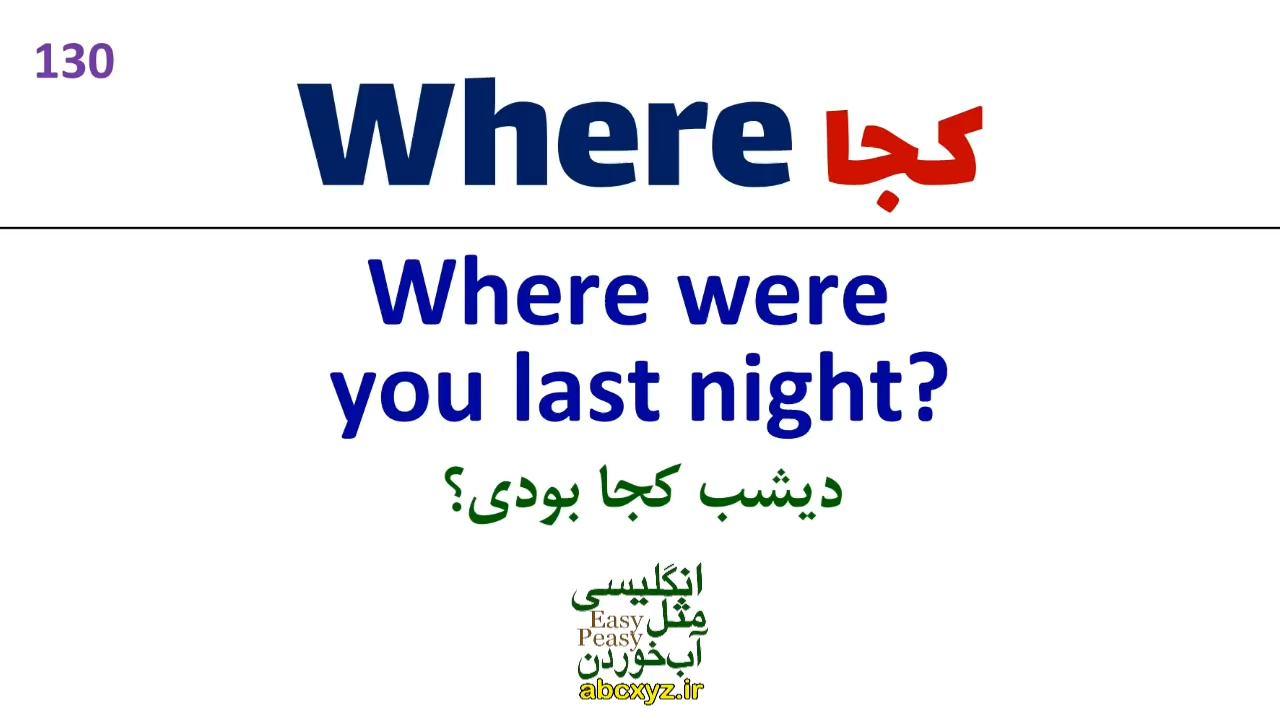 130
Where کجا
Where were
you last night?
دیشب کجا بودی؟
انگلیسی
مثل Easy
Peasy
آب‌خوردن
abcxyz.ir